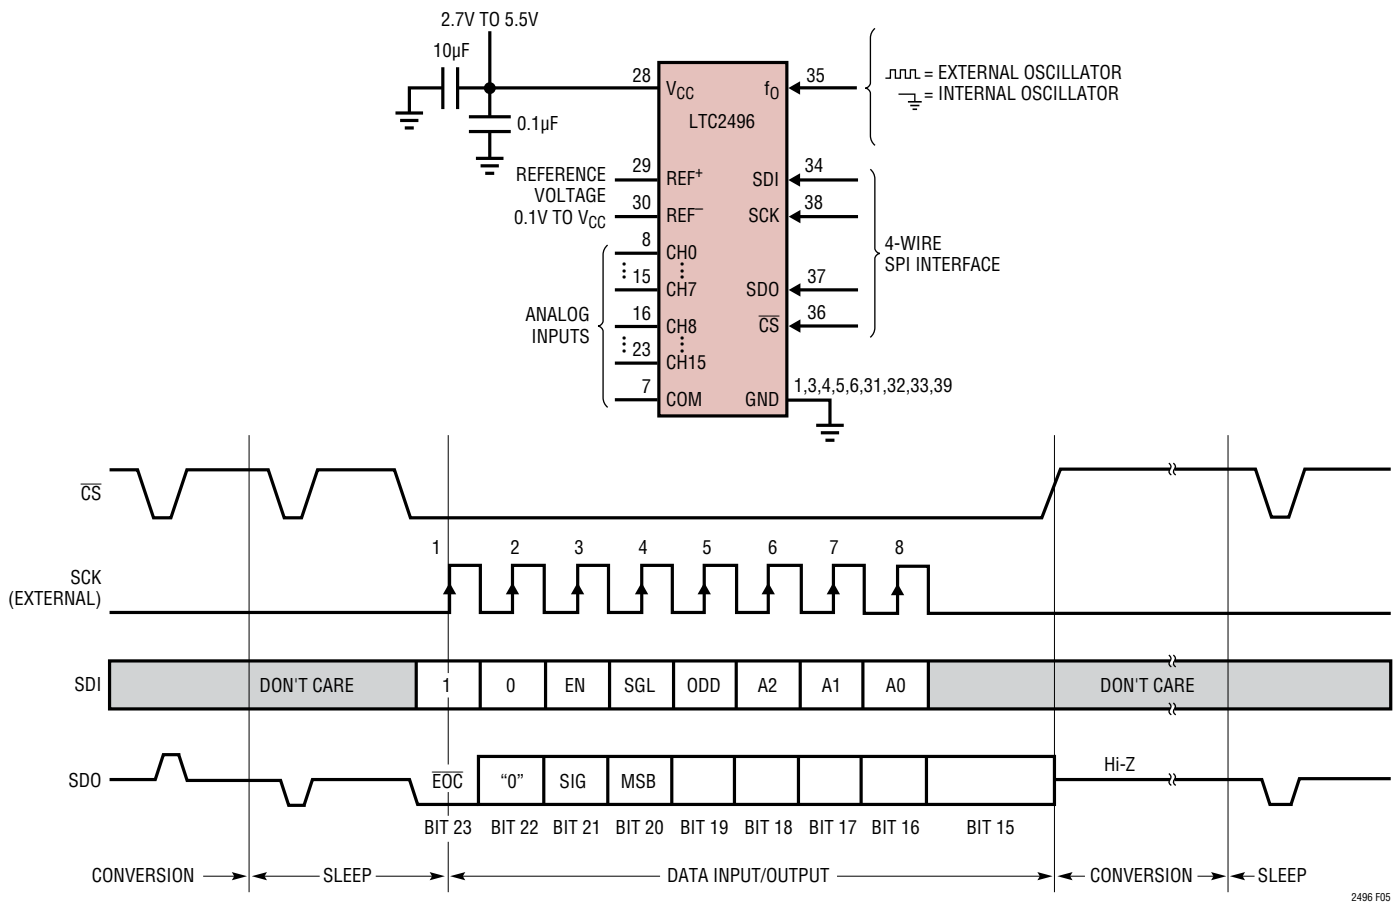 2.7V TO 5.5V
10µF
0.1µF
28
VCC
fO
35
= EXTERNAL OSCILLATOR
= INTERNAL OSCILLATOR
LTC2496
REFERENCE
VOLTAGE
0.1V TO VCC
29
REF+
30
REF–
SDI
34
SCK
38
4-WIRE
SPI INTERFACE
ANALOG
INPUTS
8
CH0
15
CH7
16
CH8
23
CH15
7
COM
SDO
37
CS
36
GND
1,3,4,5,6,31,32,33,39
CS
1 2 3 4 5 6 7 8
SCK
(EXTERNAL)
SDI
DON'T CARE
1 0 EN SGL ODD A2 A1 A0
DON'T CARE
SDO
EOC "0" SIG MSB
Hi-Z
BIT 23 BIT 22 BIT 21 BIT 20 BIT 19 BIT 18 BIT 17 BIT 16 BIT 15
CONVERSION SLEEP DATA INPUT/OUTPUT CONVERSION SLEEP
2496 F05